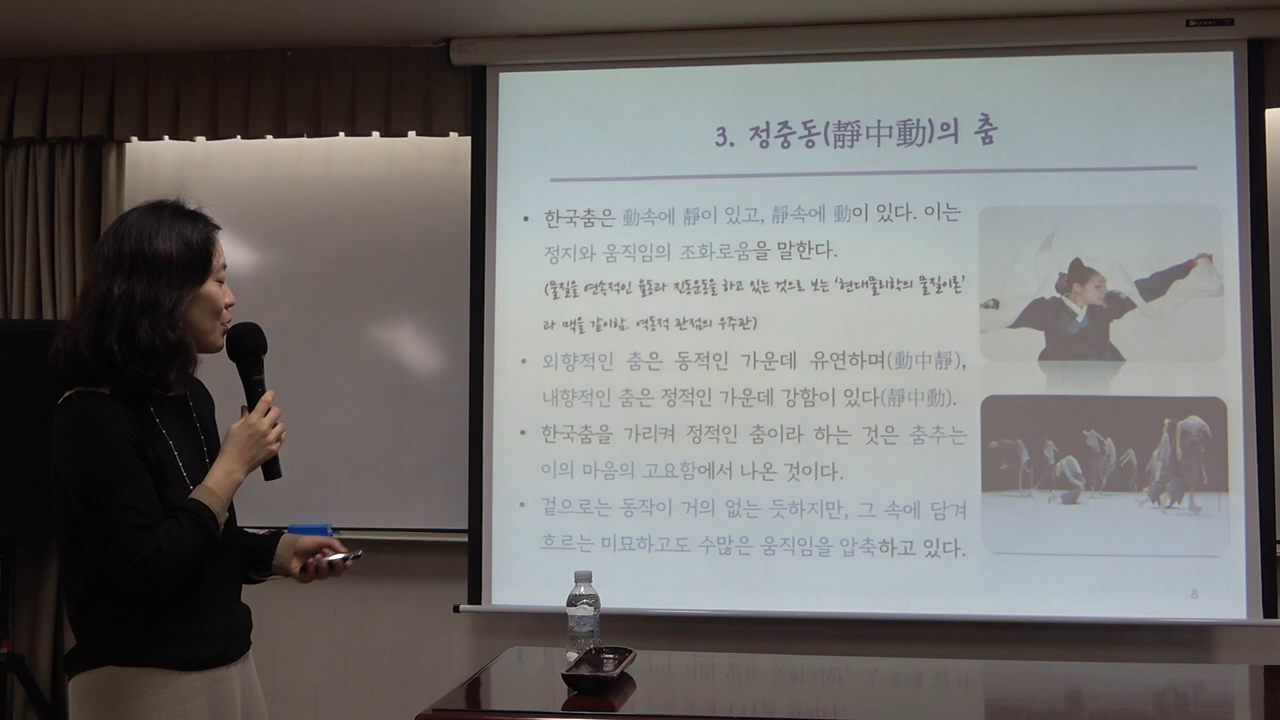 3. 정중동(靜中動)의 춤
• 한국춤은 動속에 靜이 있고, 靜속에 動이 있다. 이는
정지와 움직임의 조화로움을 말한다.
(물질을 연속적인 율동과 진동운동을 하고 있는 것으로 보는 '현대물리학의 물질이론'
과 맥을 같이함. 역동적 관점의 우주관)
• 외향적인 춤은 동적인 가운데 유연하며(動中靜),
내향적인 춤은 정적인 가운데 강함이 있다(靜中動).
• 한국춤을 가리켜 정적인 춤이라 하는 것은 춤추는
이의 마음의 고요함에서 나온 것이다.
• 겉으로는 동작이 거의 없는 듯하지만, 그 속에 담겨
흐르는 미묘하고도 수많은 움직임을 압축하고 있다.
8